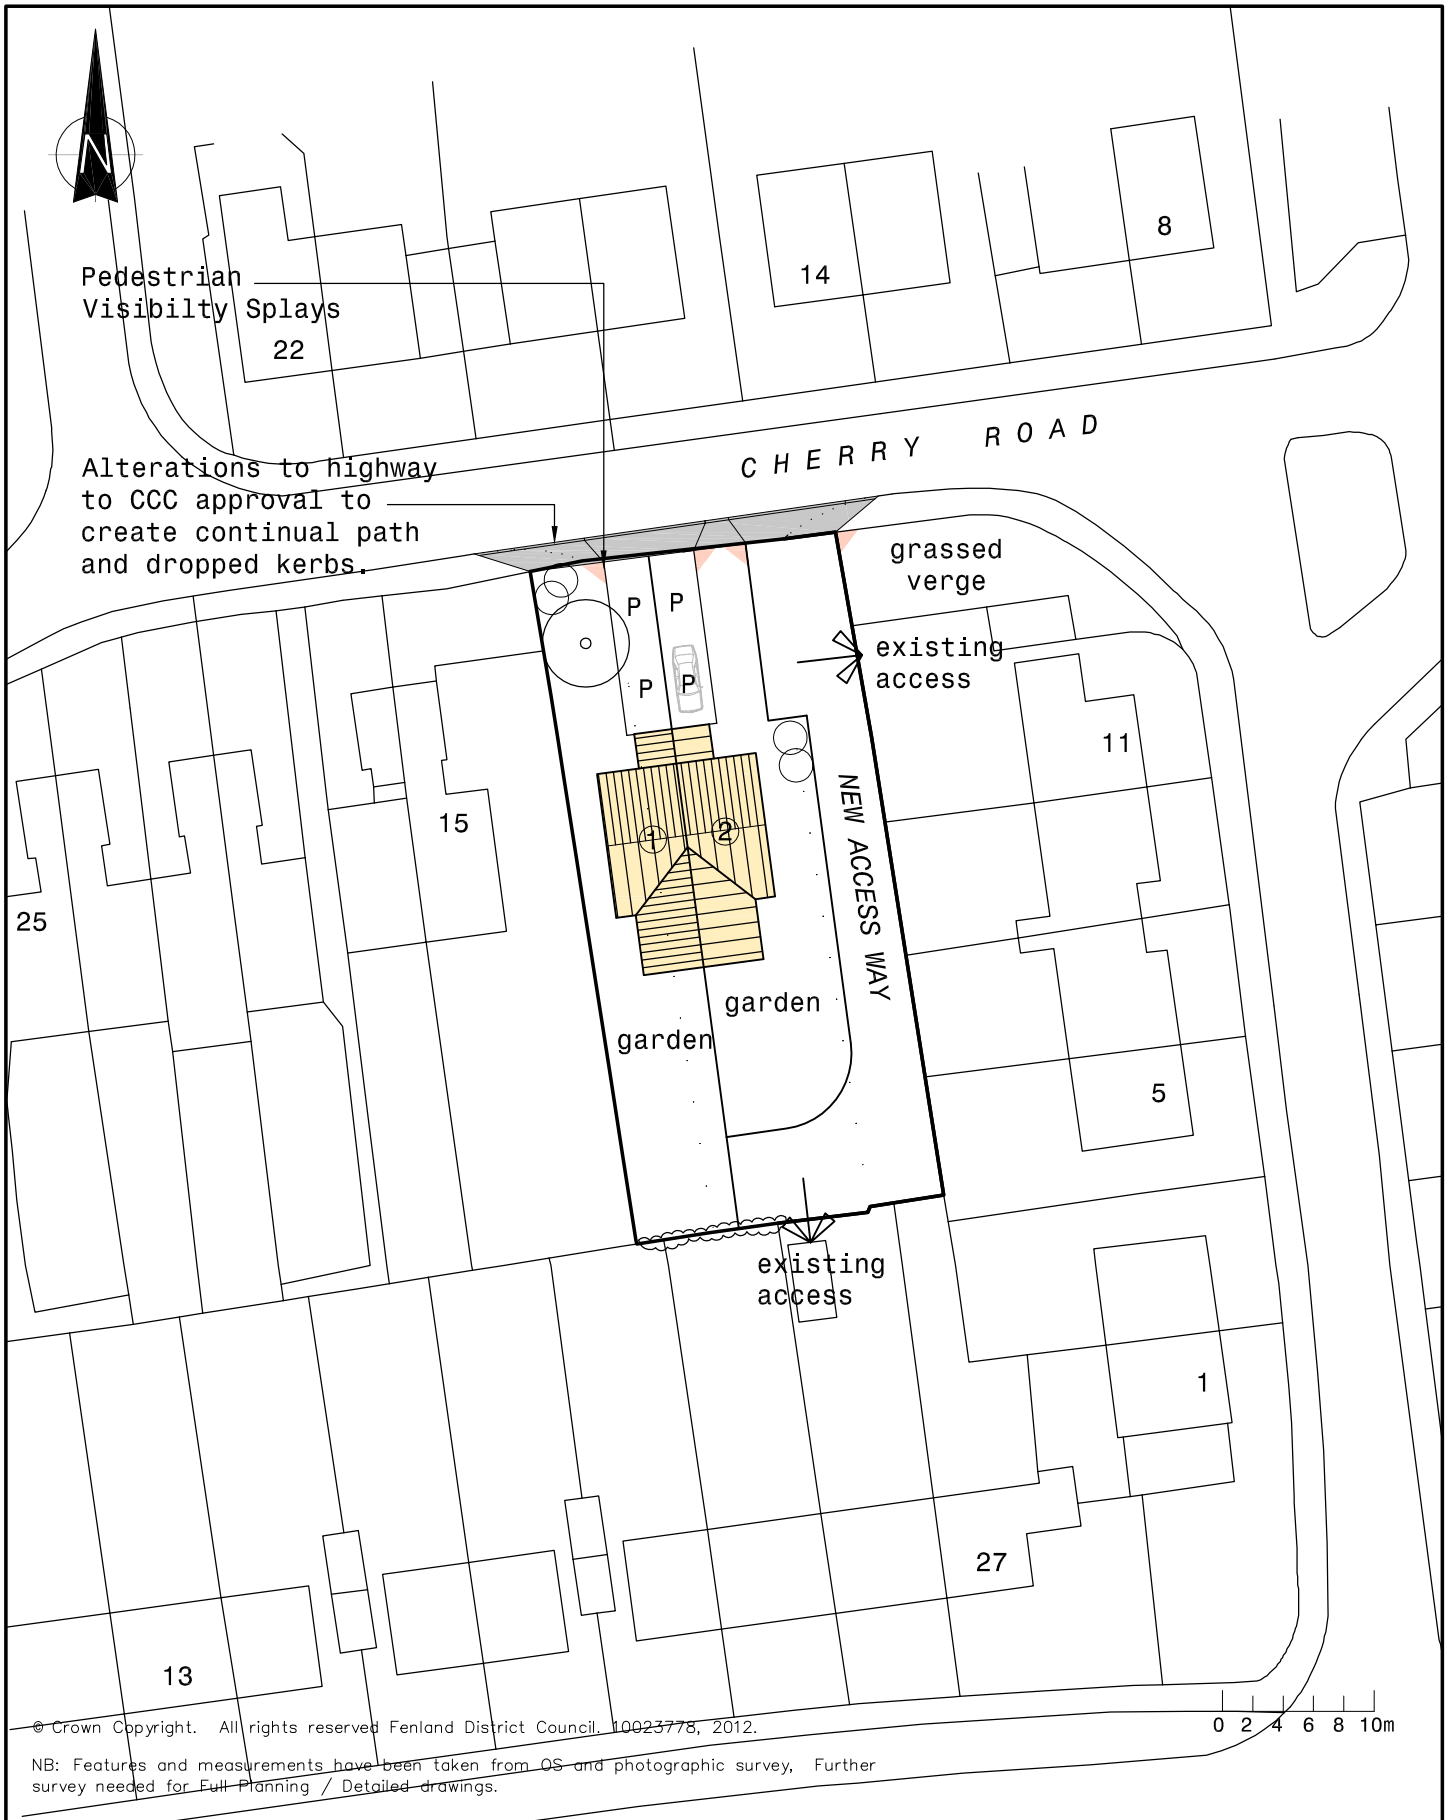 N
8
14
Pedestrian
Visibilty Splays
22
CHERRY ROAD
Alterations to highway
to CCC approval to
create continual path
and dropped kerbs.
grassed
verge
P P
existing
access
P P
11
15
NEW ACCESS WAY
1 2
25
garden
garden
5
existing
access
1
27
13
0 2 4 6 8 10m
© Crown Copyright. All rights reserved Fenland District Council. 10023778, 2012.
NB: Features and measurements have been taken from OS and photographic survey, Further
survey needed for Full Planning / Detailed drawings.